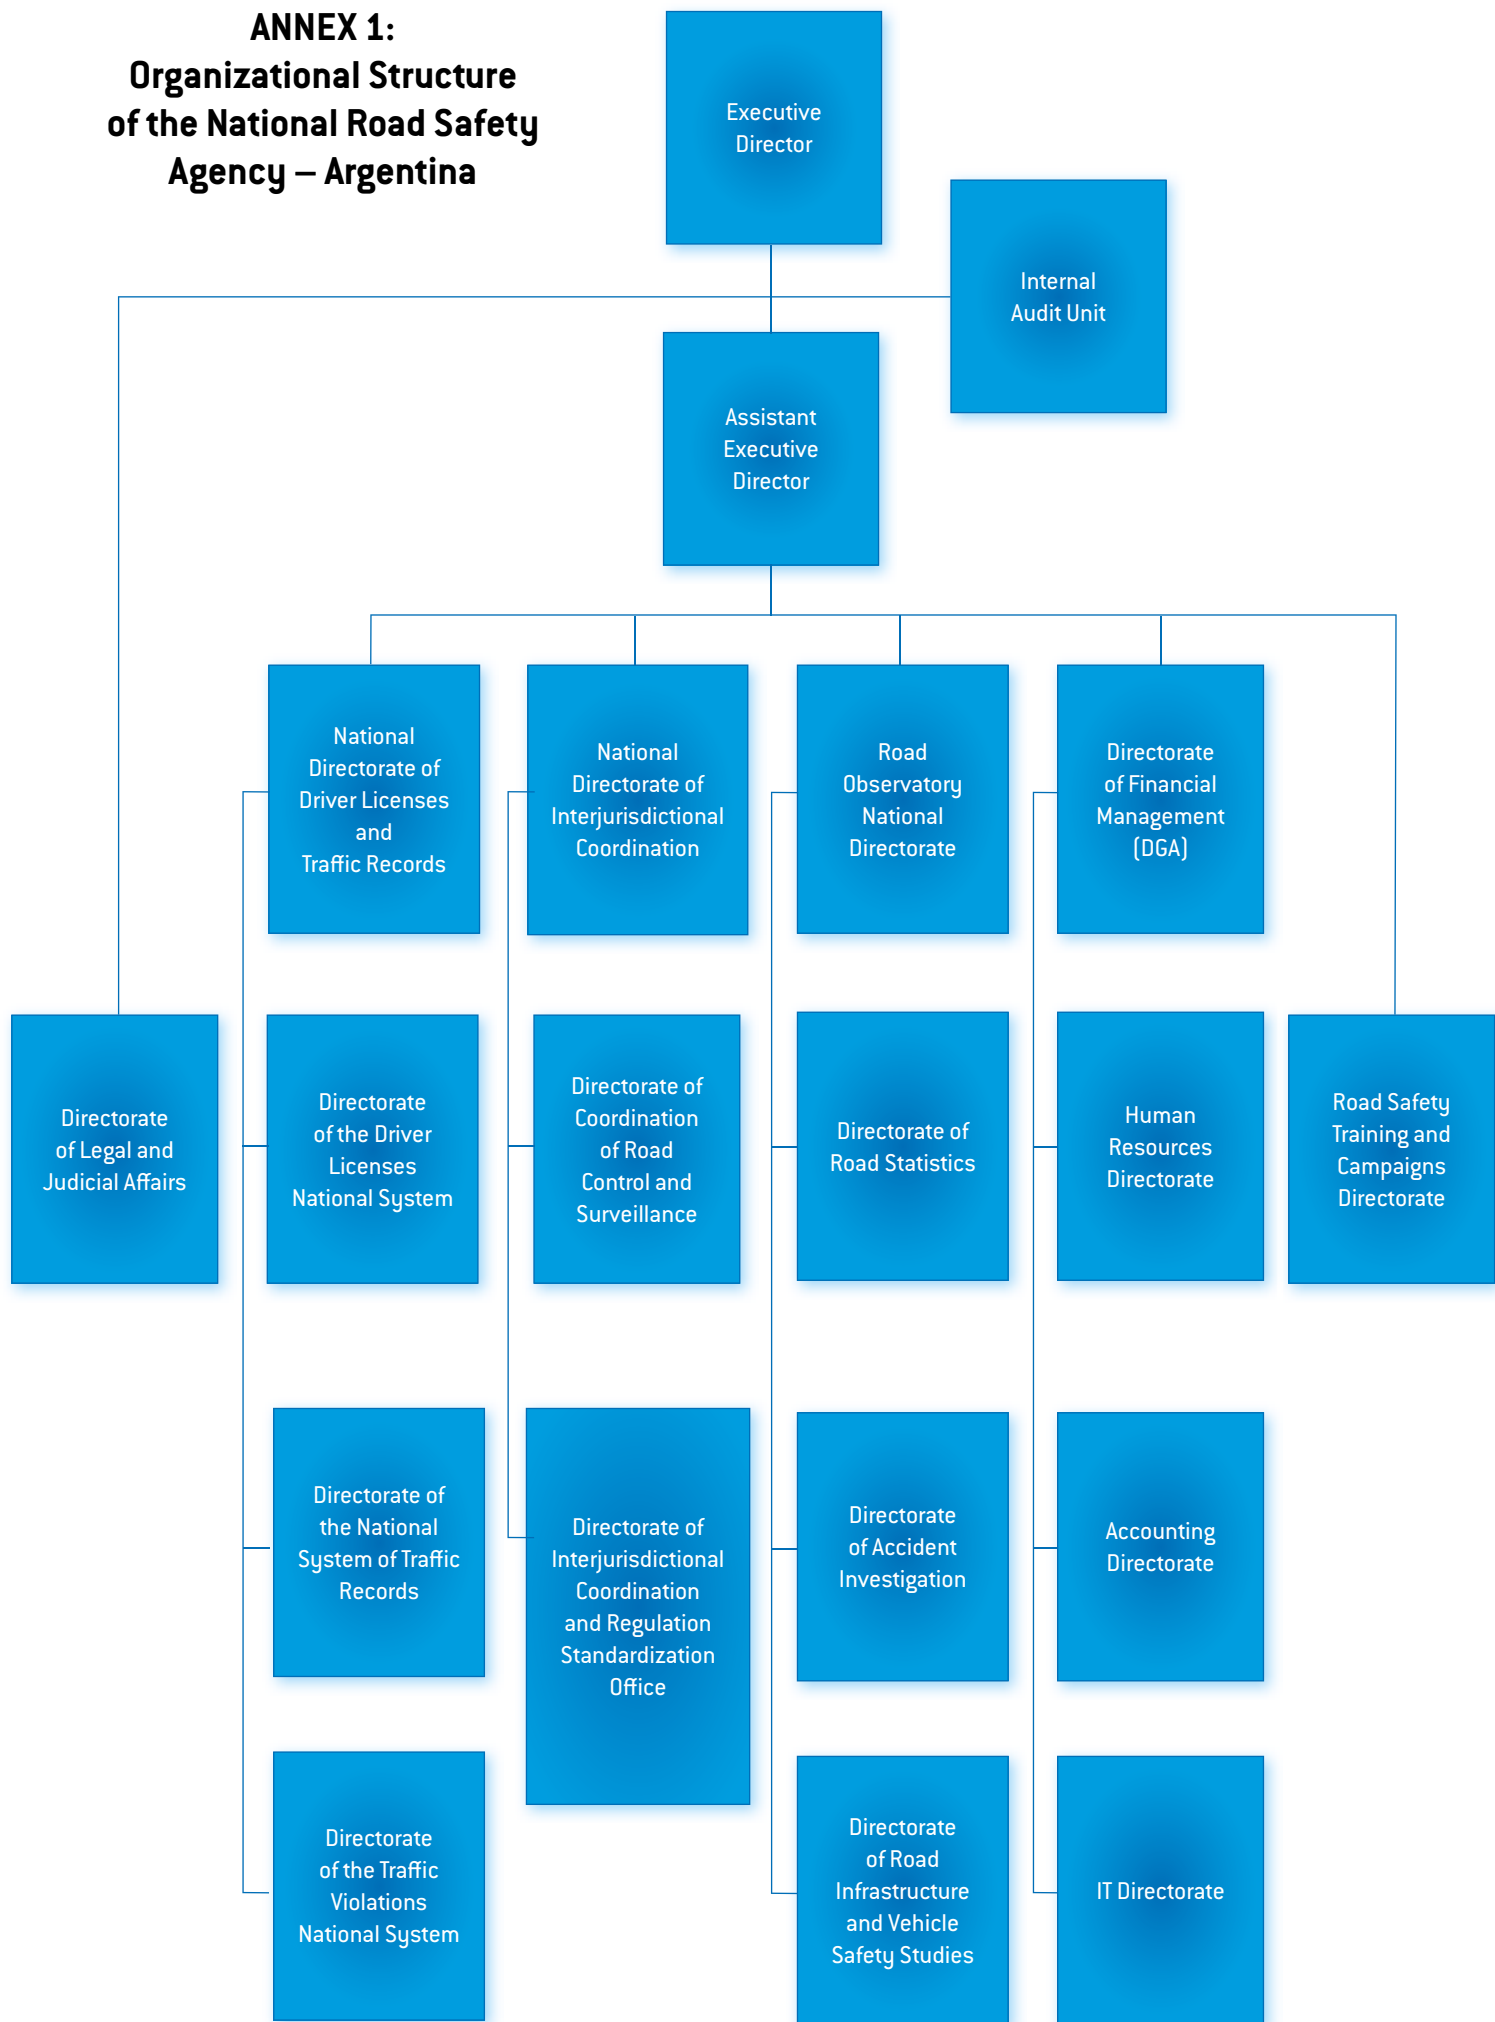 ANNEX 1:
Organizational Structure
of the National Road Safety
Agency – Argentina
Executive
Director
Internal
Audit Unit
Assistant
Executive
Director
National
Directorate of
Driver Licenses
and
Traffic Records
National
Directorate of
Interjurisdictional
Coordination
Road
Observatory
National
Directorate
Directorate
of Financial
Management
(DGA)
Directorate
of Legal and
Judicial Affairs
Directorate
of the Driver
Licenses
National System
Directorate of
Coordination
of Road
Control and
Surveillance
Directorate of
Road Statistics
Human
Resources
Directorate
Road Safety
Training and
Campaigns
Directorate
Directorate of
the National
System of Traffic
Records
Directorate of
Interjurisdictional
Coordination
and Regulation
Standardization
Office
Directorate
of Accident
Investigation
Accounting
Directorate
Directorate
of the Traffic
Violations
National System
Directorate
of Road
Infrastructure
and Vehicle
Safety Studies
IT Directorate